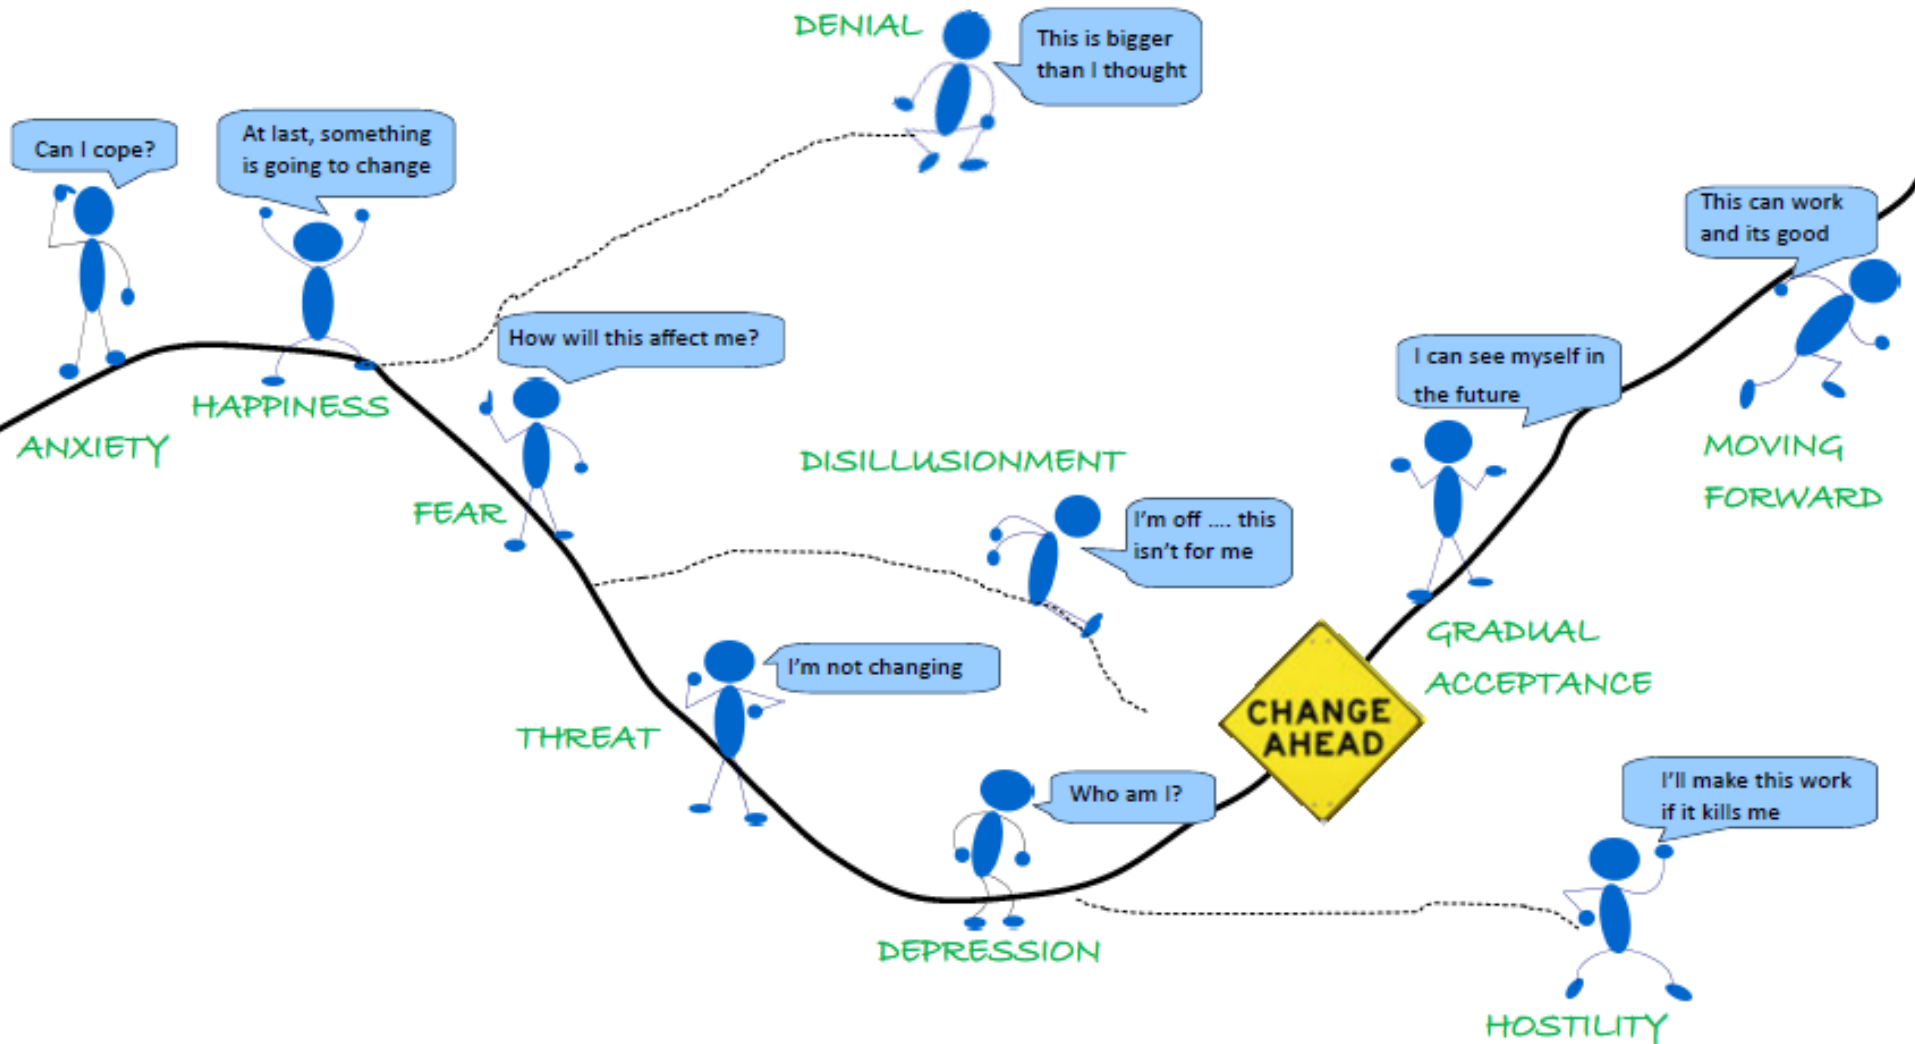 DENIAL
This is bigger
than I thought
Can I cope?
At last, something
is going to change
This can work
and its good
How will this affect me?
I can see myself in
the future
HAPPINESS
ANXIETY
MOVING
FORWARD
DISILLUSIONMENT
FEAR
I'm off .... this
isn't for me
GRADUAL
ACCEPTANCE
I'm not changing
THREAT
CHANGE
AHEAD
Who am I?
I'll make this work
if it kills me
DEPRESSION
HOSTILITY